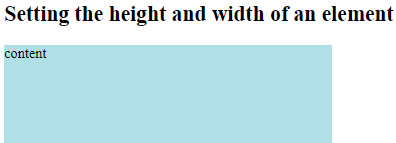 Setting the height and width of an element
content